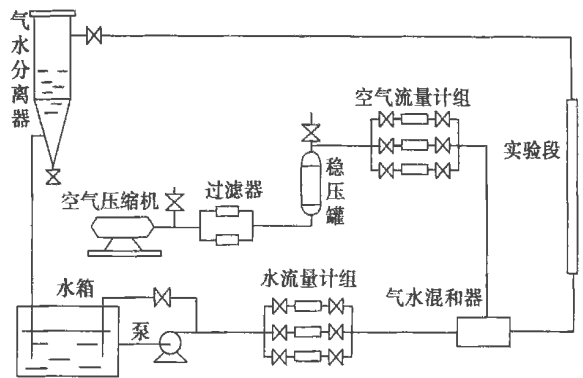 气水分离器
空气流量计组
实验段
稳压罐
过滤器
空气压缩机
水箱
水流量计组
气水混和器
泵